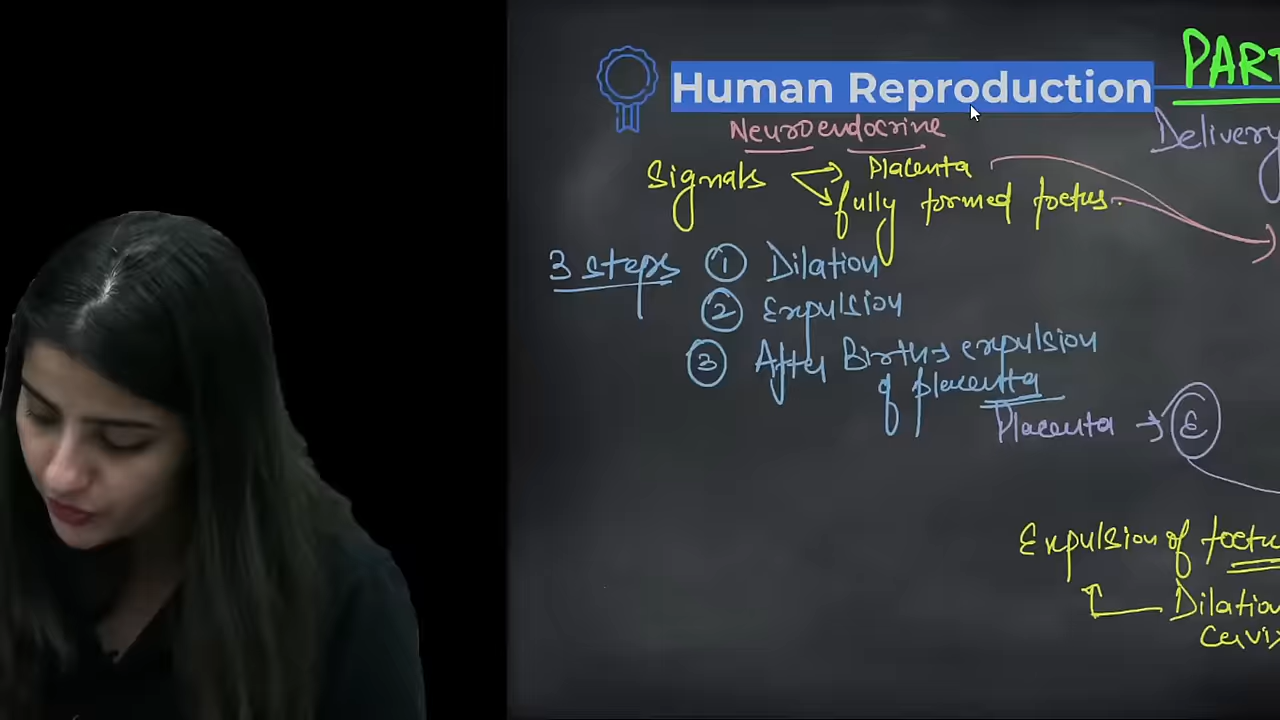 Human Reproduction
PART
Neuroendocrine
Delivery
Signals → Placenta
fully formed foetus.
3 steps ① Dilation
② Expulsion
③ After Birth → expulsion
of placenta
Placenta → E
Expulsion of foetu
Dilation
Cervix